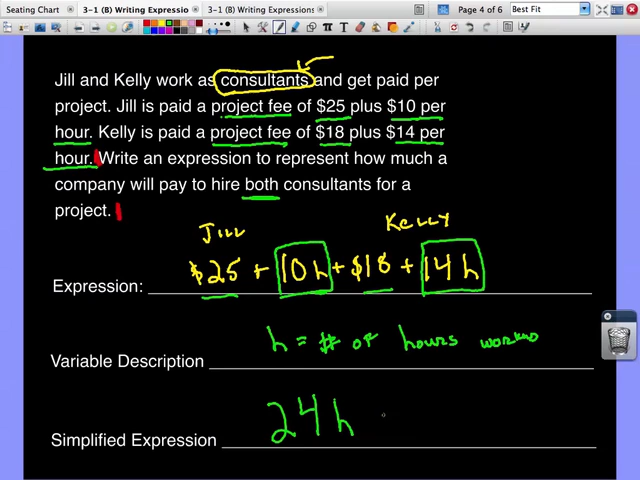 Seating Chart
3–1 (B) Writing Expressio
3–1 (B) Writing Expressions
Page 4 of 6
Best Fit
Jill and Kelly work as consultants and get paid per
project. Jill is paid a project fee of $25 plus $10 per
hour. Kelly is paid a project fee of $18 plus $14 per
hour. Write an expression to represent how much a
company will pay to hire both consultants for a
project.
Jill Kelly
Expression: $25 + 10h + $18 + 14h
Variable Description h = # of hours worked
Simplified Expression 24h